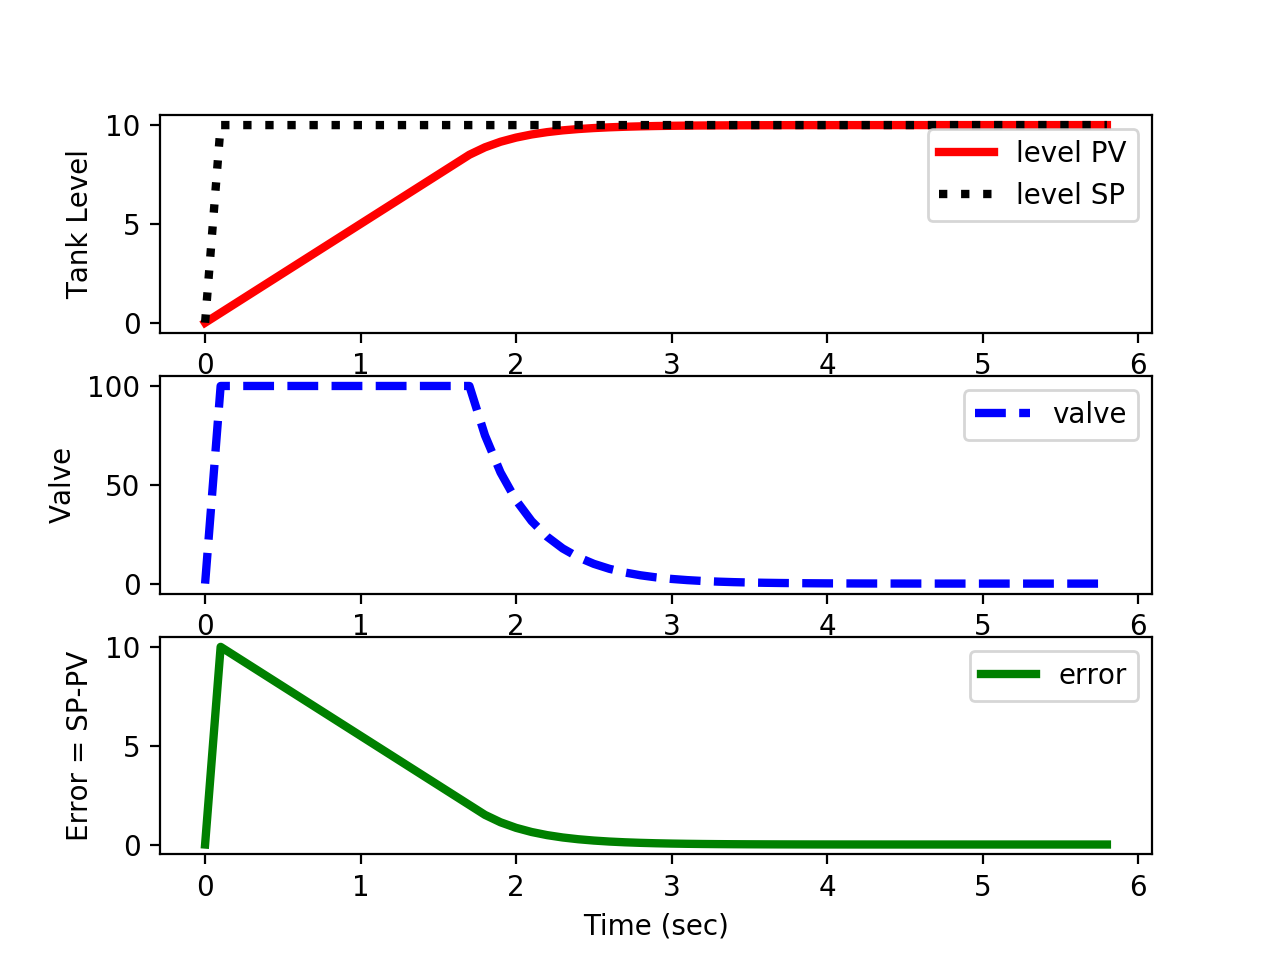 10
5
0
Tank Level
level PV
level SP
0 1 2 3 4 5 6
100
50
0
Valve
valve
0 1 2 3 4 5 6
10
5
0
Error = SP-PV
error
0 1 2 3 4 5 6
Time (sec)